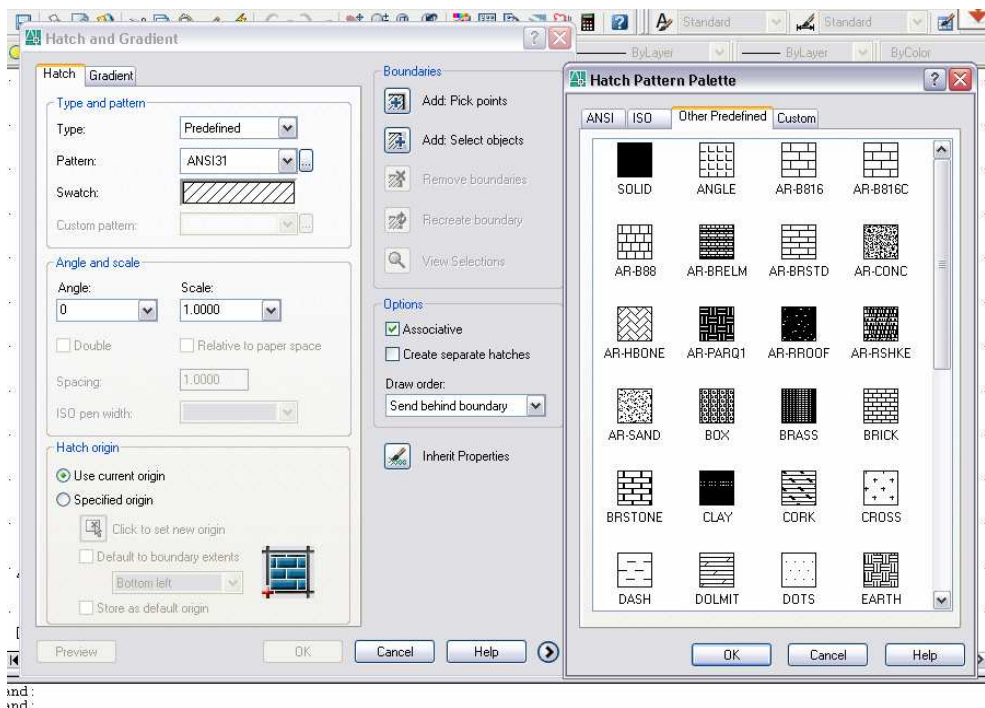 Standard
Standard
ByLayer
ByLayer
ByColor
Hatch and Gradient
Hatch
Gradient
Type and pattern
Type:
Predefined
Pattern:
ANSI31
...
Swatch:
Custom pattern:
...
Angle and scale
Angle:
Scale:
0
1.0000
Double
Relative to paper space
Spacing:
1.0000
ISO pen width:
Hatch origin
Use current origin
Specified origin
Click to set new origin
Default to boundary extents
Bottom left
Store as default origin
Boundaries
Add: Pick points
Add: Select objects
Remove boundaries
Recreate boundary
View Selections
Options
Associative
Create separate hatches
Draw order:
Send behind boundary
Inherit Properties
Preview
OK
Cancel
Help
Hatch Pattern Palette
ANSI
ISO
Other Predefined
Custom
SOLID
ANGLE
AR-B816
AR-B816C
AR-B88
AR-BRELM
AR-BRSTD
AR-CONC
AR-HBONE
AR-PARQ1
AR-RROOF
AR-RSHKE
AR-SAND
BOX
BRASS
BRICK
BRSTONE
CLAY
CORK
CROSS
DASH
DOLMIT
DOTS
EARTH
OK
Cancel
Help
and:
and: